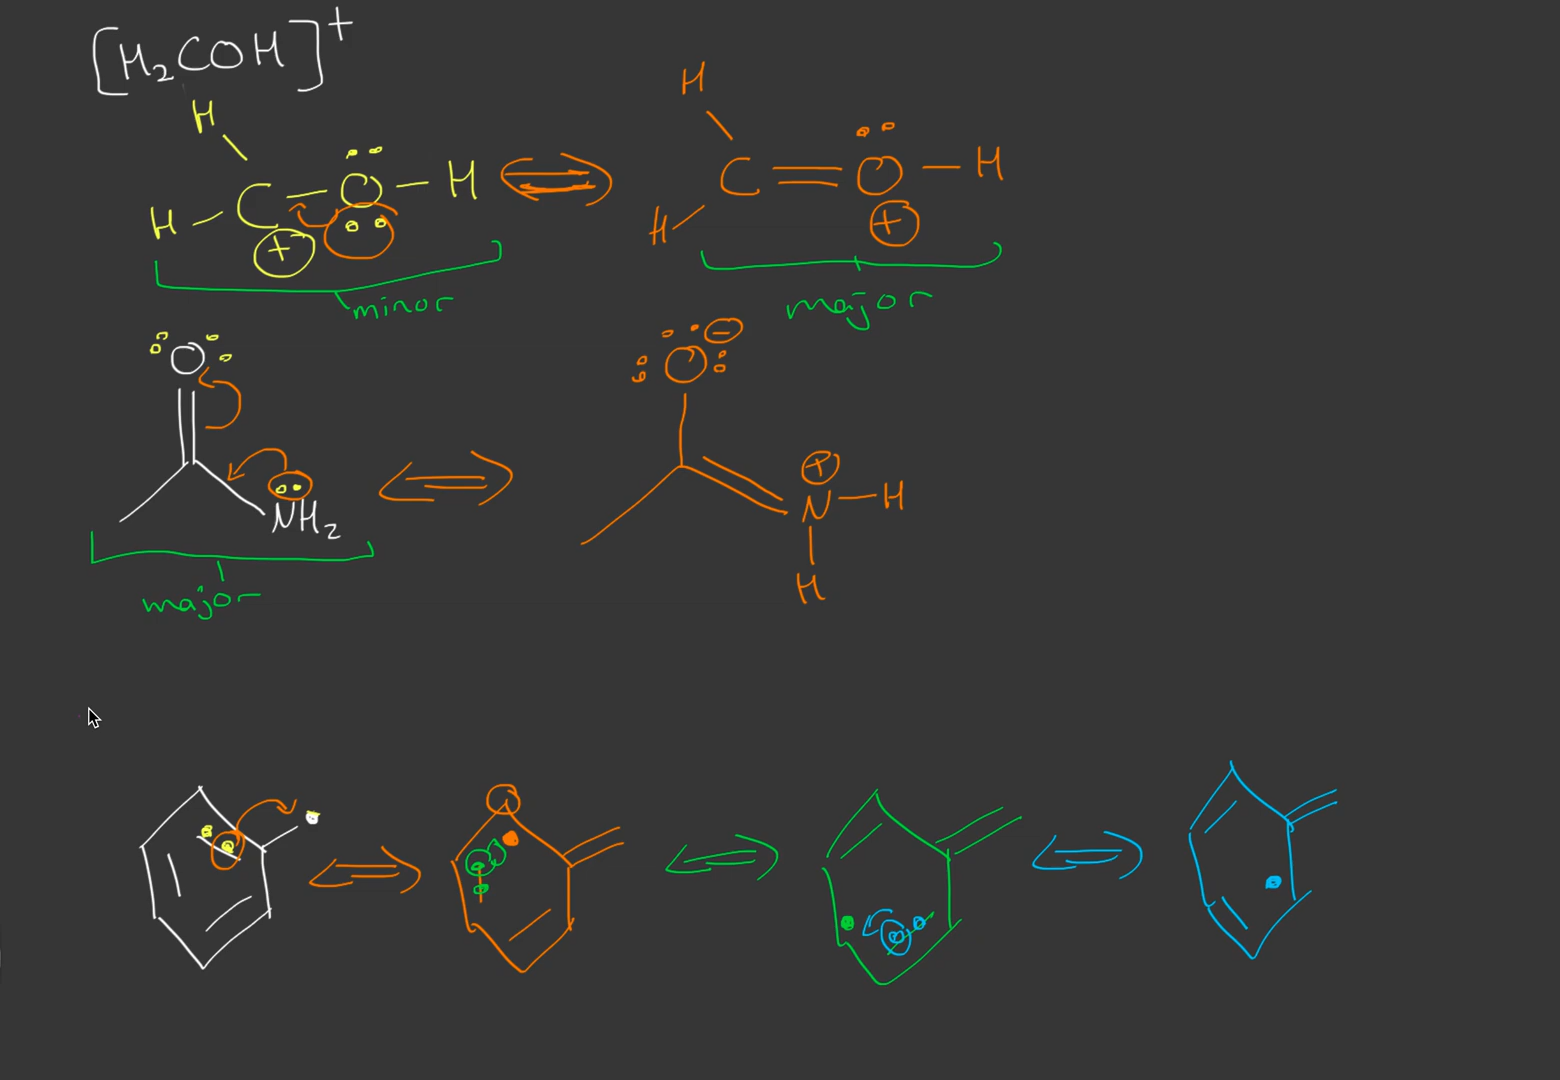 [H₂COH]⁺
H
H - C - O - H
+
minor
H
C = O - H
H
+
major
O
NH₂
major
O
−
+
N - H
H